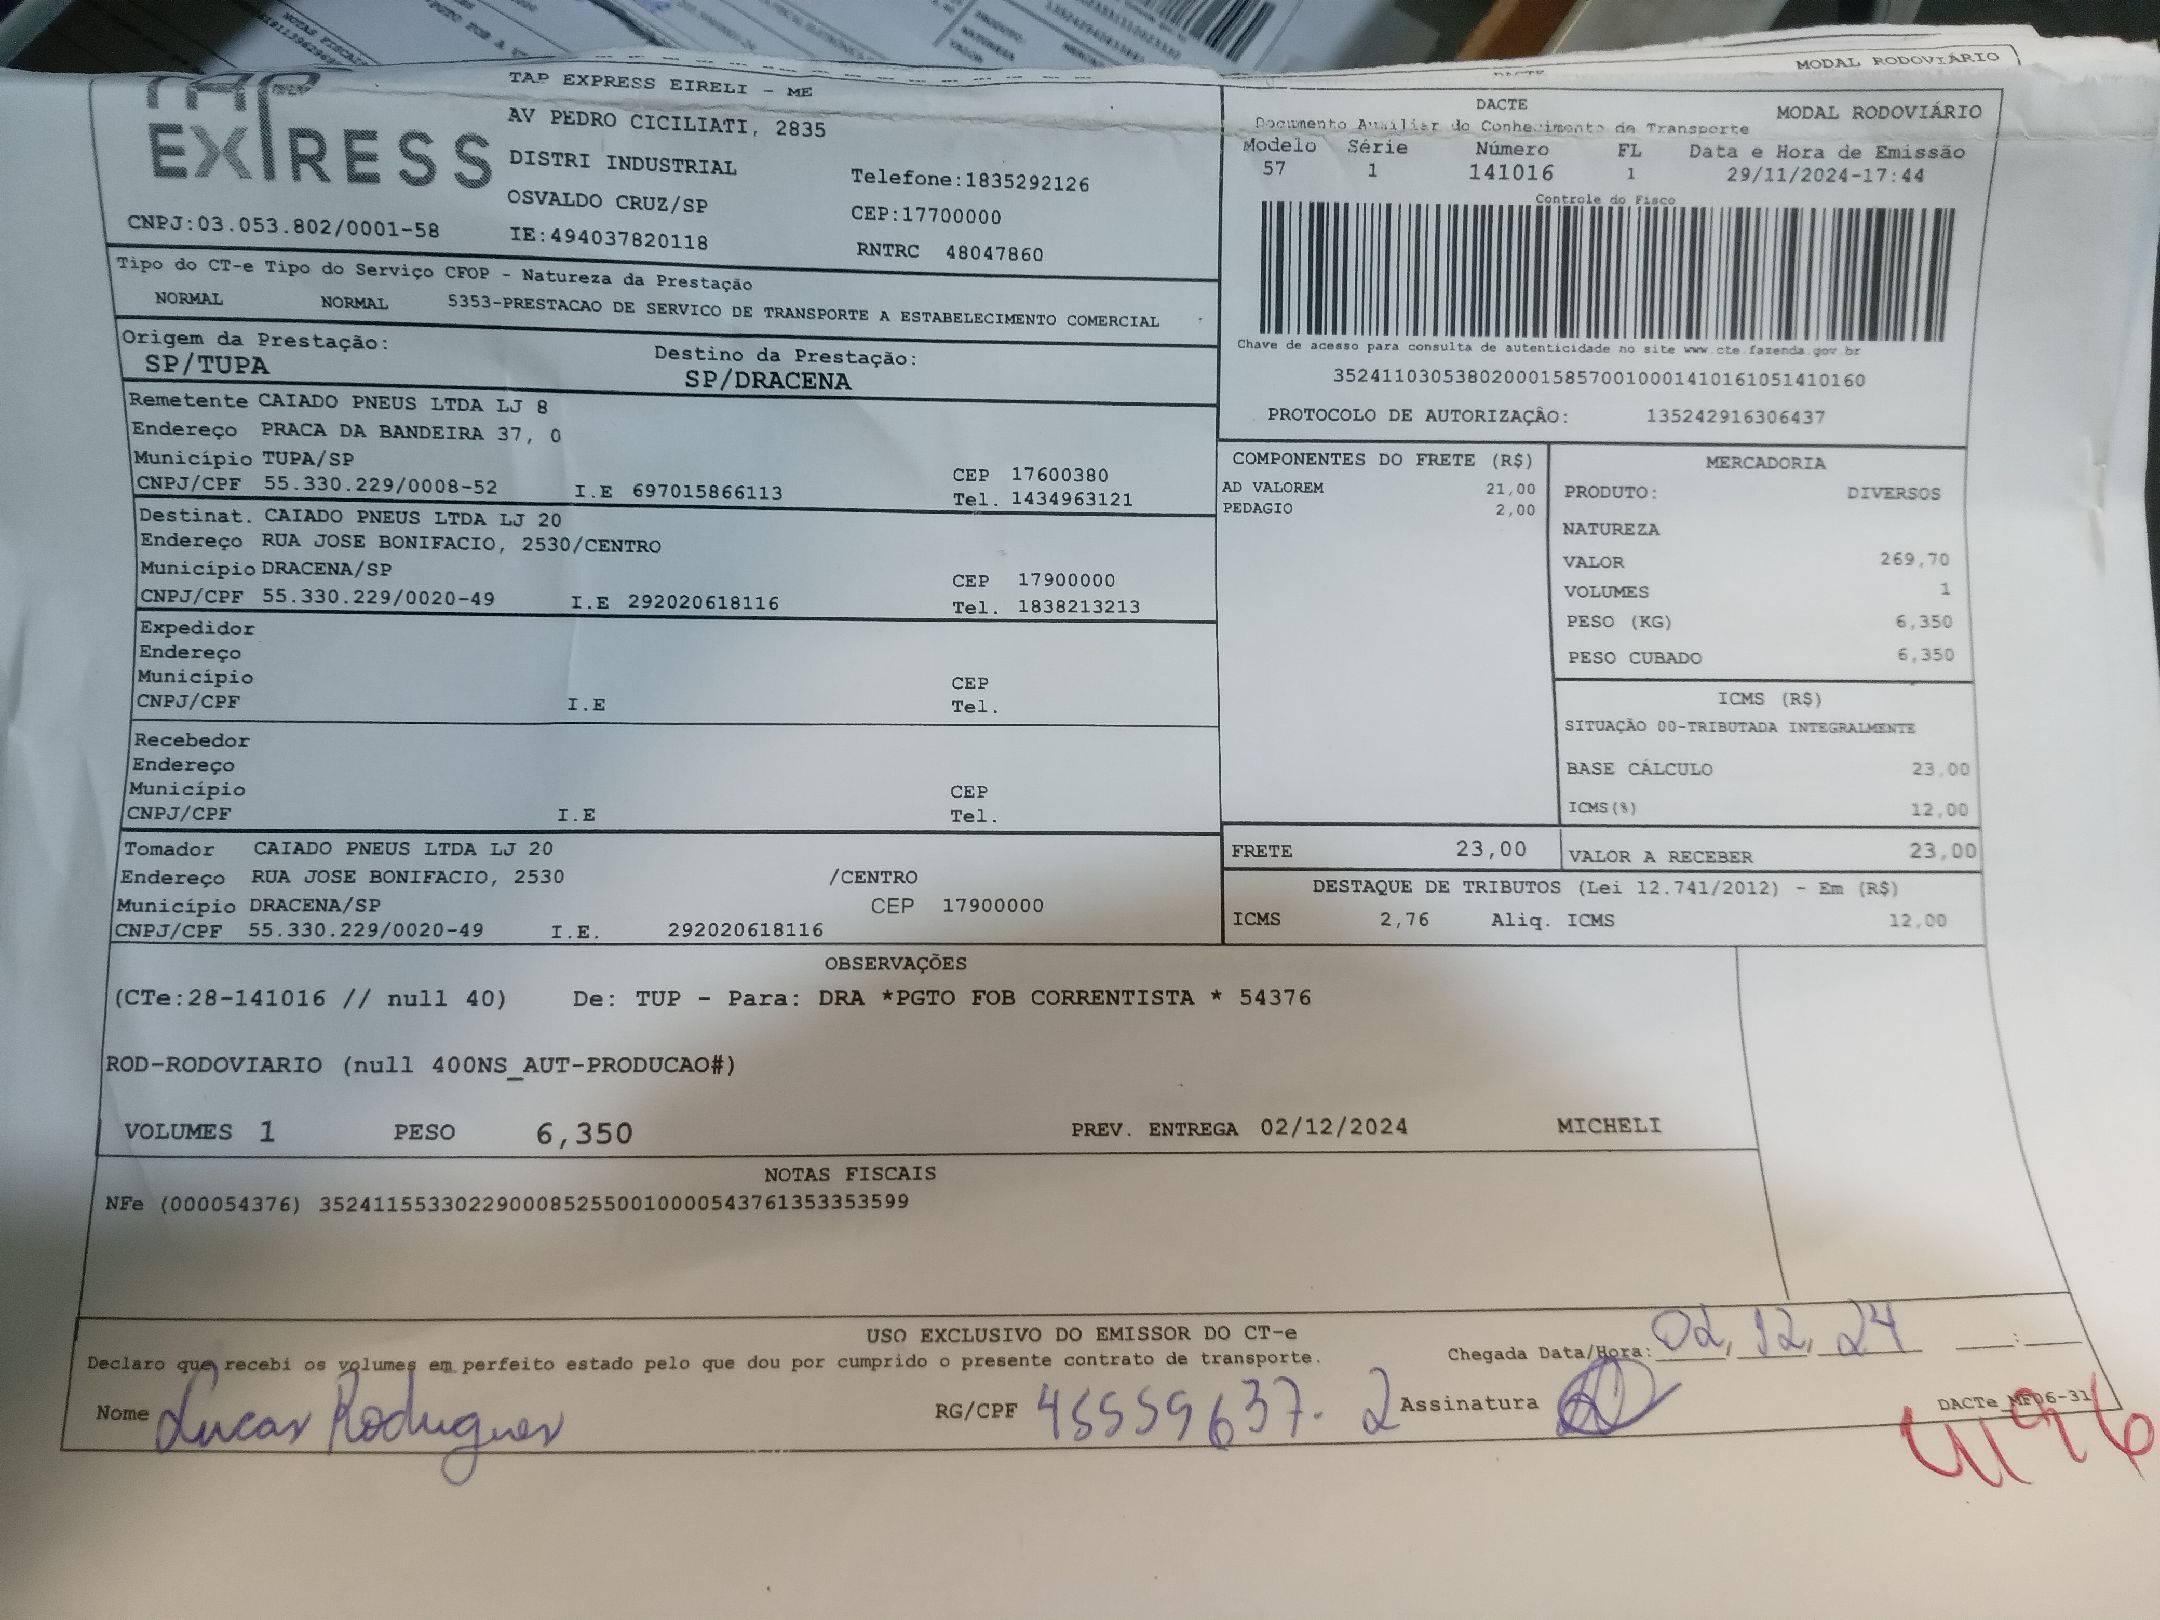 MODAL RODOVIÁRIO
TAP
EXPRESS
TAP EXPRESS EIRELI - ME
AV PEDRO CICILIATI, 2835
DISTRI INDUSTRIAL
Telefone:1835292126
OSVALDO CRUZ/SP
CEP:17700000
CNPJ:03.053.802/0001-58
IE:494037820118
RNTRC 48047860
DACTE
MODAL RODOVIÁRIO
Documento Auxiliar do Conhecimento de Transporte
Modelo Série Número FL Data e Hora de Emissão
57 1 141016 1 29/11/2024-17:44
Controle do Fisco
Chave de acesso para consulta de autenticidade no site www.cte.fazenda.gov.br
35241103053802000158570010001410161051410160
PROTOCOLO DE AUTORIZAÇÃO: 135242916306437
Tipo do CT-e Tipo do Serviço CFOP - Natureza da Prestação
NORMAL NORMAL 5353-PRESTACAO DE SERVICO DE TRANSPORTE A ESTABELECIMENTO COMERCIAL
Origem da Prestação: Destino da Prestação:
SP/TUPA SP/DRACENA
Remetente CAIADO PNEUS LTDA LJ 8
Endereço PRACA DA BANDEIRA 37, 0
Município TUPA/SP CEP 17600380
CNPJ/CPF 55.330.229/0008-52 I.E 697015866113 Tel. 1434963121
Destinat. CAIADO PNEUS LTDA LJ 20
Endereço RUA JOSE BONIFACIO, 2530/CENTRO
Município DRACENA/SP CEP 17900000
CNPJ/CPF 55.330.229/0020-49 I.E 292020618116 Tel. 1838213213
Expedidor
Endereço
Município CEP
CNPJ/CPF I.E Tel.
Recebedor
Endereço
Município CEP
CNPJ/CPF I.E Tel.
Tomador CAIADO PNEUS LTDA LJ 20
Endereço RUA JOSE BONIFACIO, 2530 /CENTRO
Município DRACENA/SP CEP 17900000
CNPJ/CPF 55.330.229/0020-49 I.E. 292020618116
COMPONENTES DO FRETE (R$)
AD VALOREM 21,00
PEDAGIO 2,00
MERCADORIA
PRODUTO: DIVERSOS
NATUREZA
VALOR 269,70
VOLUMES 1
PESO (KG) 6,350
PESO CUBADO 6,350
ICMS (R$)
SITUAÇÃO 00-TRIBUTADA INTEGRALMENTE
BASE CÁLCULO 23,00
ICMS(%) 12,00
FRETE 23,00 VALOR A RECEBER 23,00
DESTAQUE DE TRIBUTOS (Lei 12.741/2012) - Em (R$)
ICMS 2,76 Aliq. ICMS 12,00
OBSERVAÇÕES
(CTe:28-141016 // null 40) De: TUP - Para: DRA *PGTO FOB CORRENTISTA * 54376
ROD-RODOVIARIO (null 400NS_AUT-PRODUCAO#)
VOLUMES 1 PESO 6,350 PREV. ENTREGA 02/12/2024 MICHELI
NOTAS FISCAIS
NFe (000054376) 35241155330229000852550010000543761353353599
USO EXCLUSIVO DO EMISSOR DO CT-e
Declaro que recebi os volumes em perfeito estado pelo que dou por cumprido o presente contrato de transporte.
Chegada Data/Hora: 02, 12, 24 :
Nome Lucas Rodrigues RG/CPF 45559637-2 Assinatura
DACTe_MFD6-31